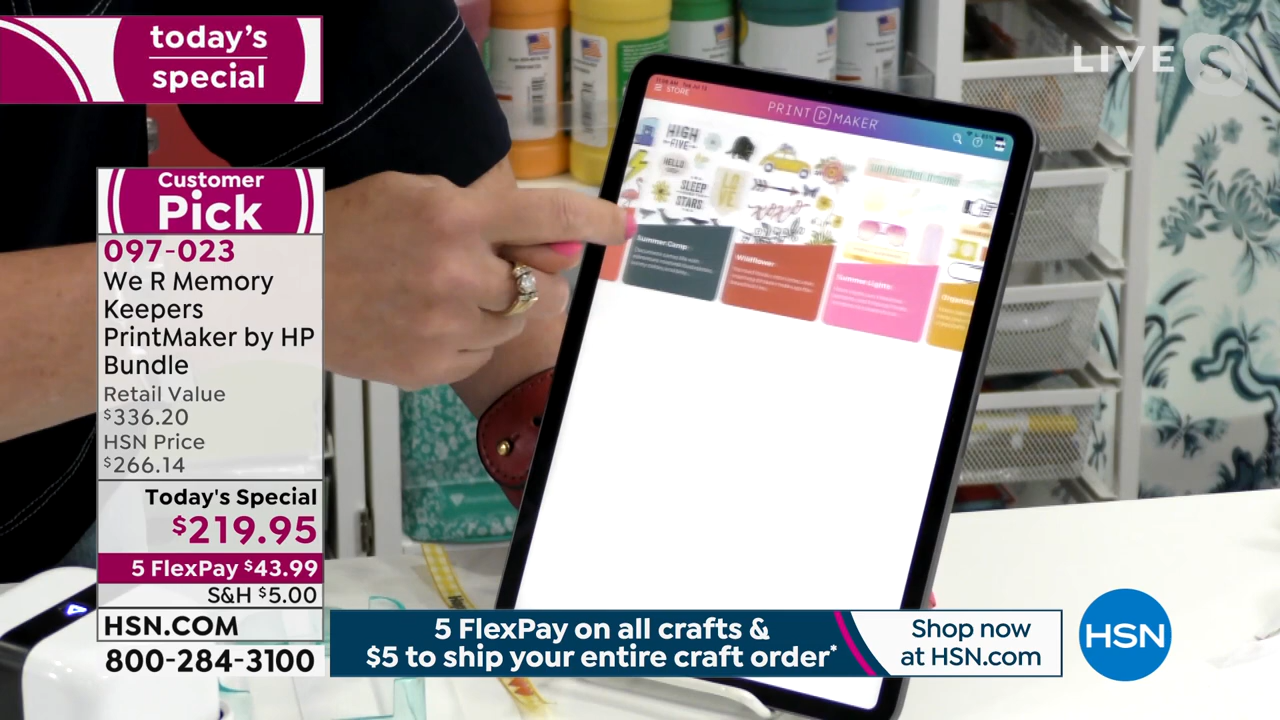 today's
special
Customer
Pick
097-023
We R Memory
Keepers
PrintMaker by HP
Bundle
Retail Value
$336.20
HSN Price
$266.14
Today's Special
$219.95
5 FlexPay $43.99
S&H $5.00
HSN.COM
800-284-3100
LIVE S
STORE
PRINT MAKER
HIGH
FIVE
HELLO
SLEEP
STARS
xoxo
Summer Camp
Wildflower
Summer Lights
5 FlexPay on all crafts &
$5 to ship your entire craft order*
Shop now
at HSN.com
HSN